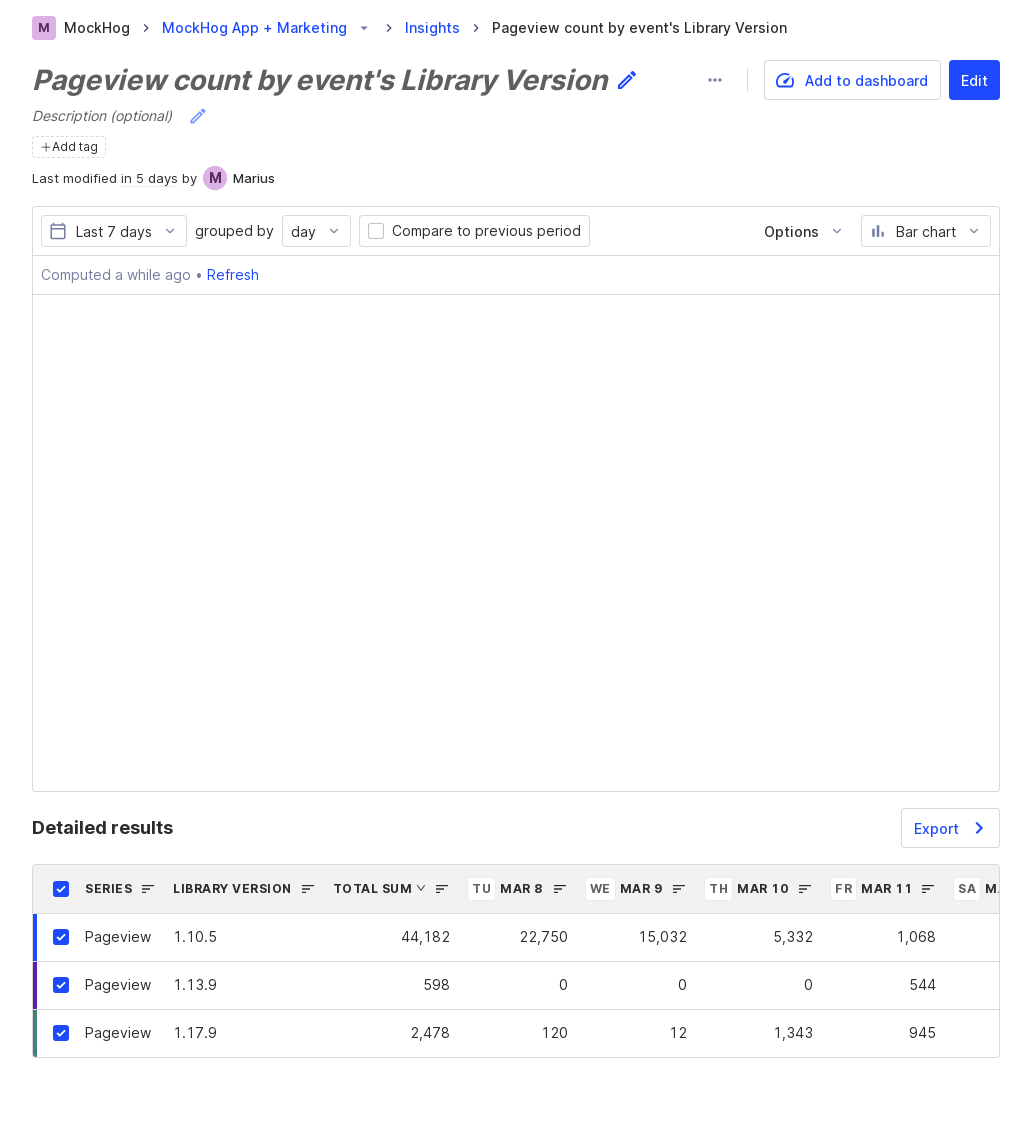 M MockHog MockHog App + Marketing Insights Pageview count by event's Library Version
Pageview count by event's Library Version
Add to dashboard Edit
Description (optional)
Add tag
Last modified in 5 days by M Marius
Last 7 days grouped by day Compare to previous period Options Bar chart
Computed a while ago • Refresh
Detailed results
Export
SERIES LIBRARY VERSION TOTAL SUM TU MAR 8 WE MAR 9 TH MAR 10 FR MAR 11 SA
Pageview 1.10.5 44,182 22,750 15,032 5,332 1,068
Pageview 1.13.9 598 0 0 0 544
Pageview 1.17.9 2,478 120 12 1,343 945